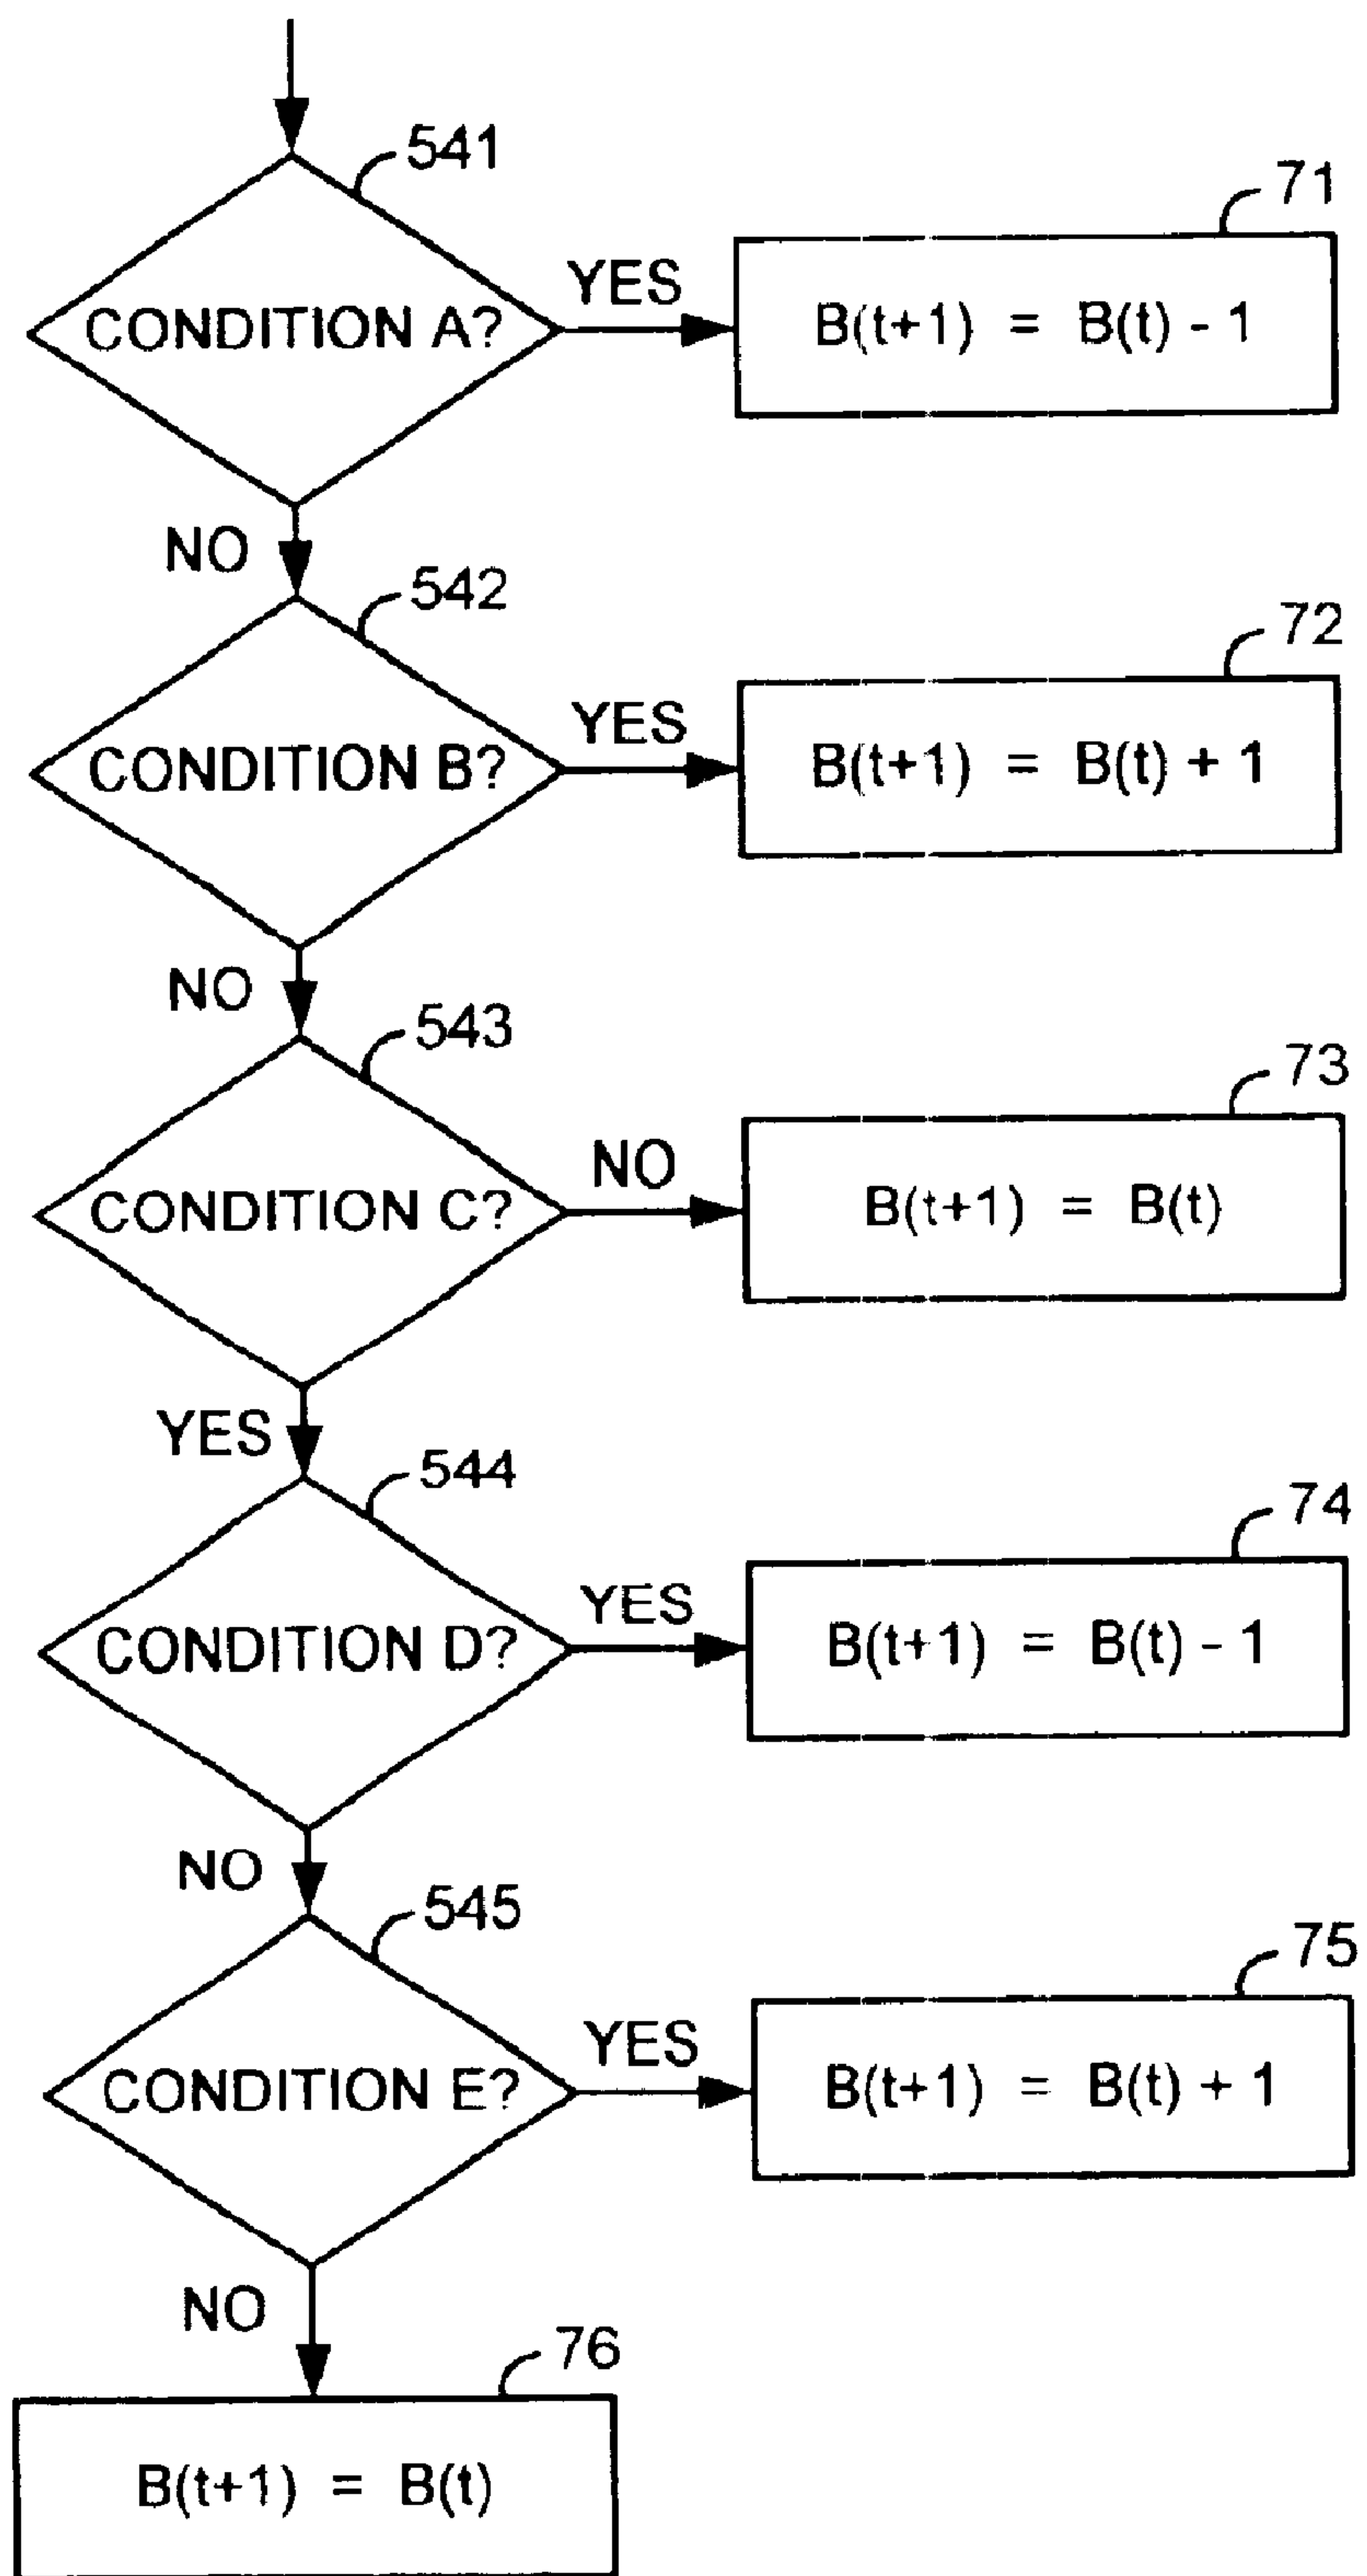 541
71
YES
CONDITION A?
B(t+1) = B(t) - 1
NO
542
72
YES
CONDITION B?
B(t+1) = B(t) + 1
NO
543
73
NO
CONDITION C?
B(t+1) = B(t)
YES
544
74
YES
CONDITION D?
B(t+1) = B(t) - 1
NO
545
75
YES
CONDITION E?
B(t+1) = B(t) + 1
NO
76
B(t+1) = B(t)